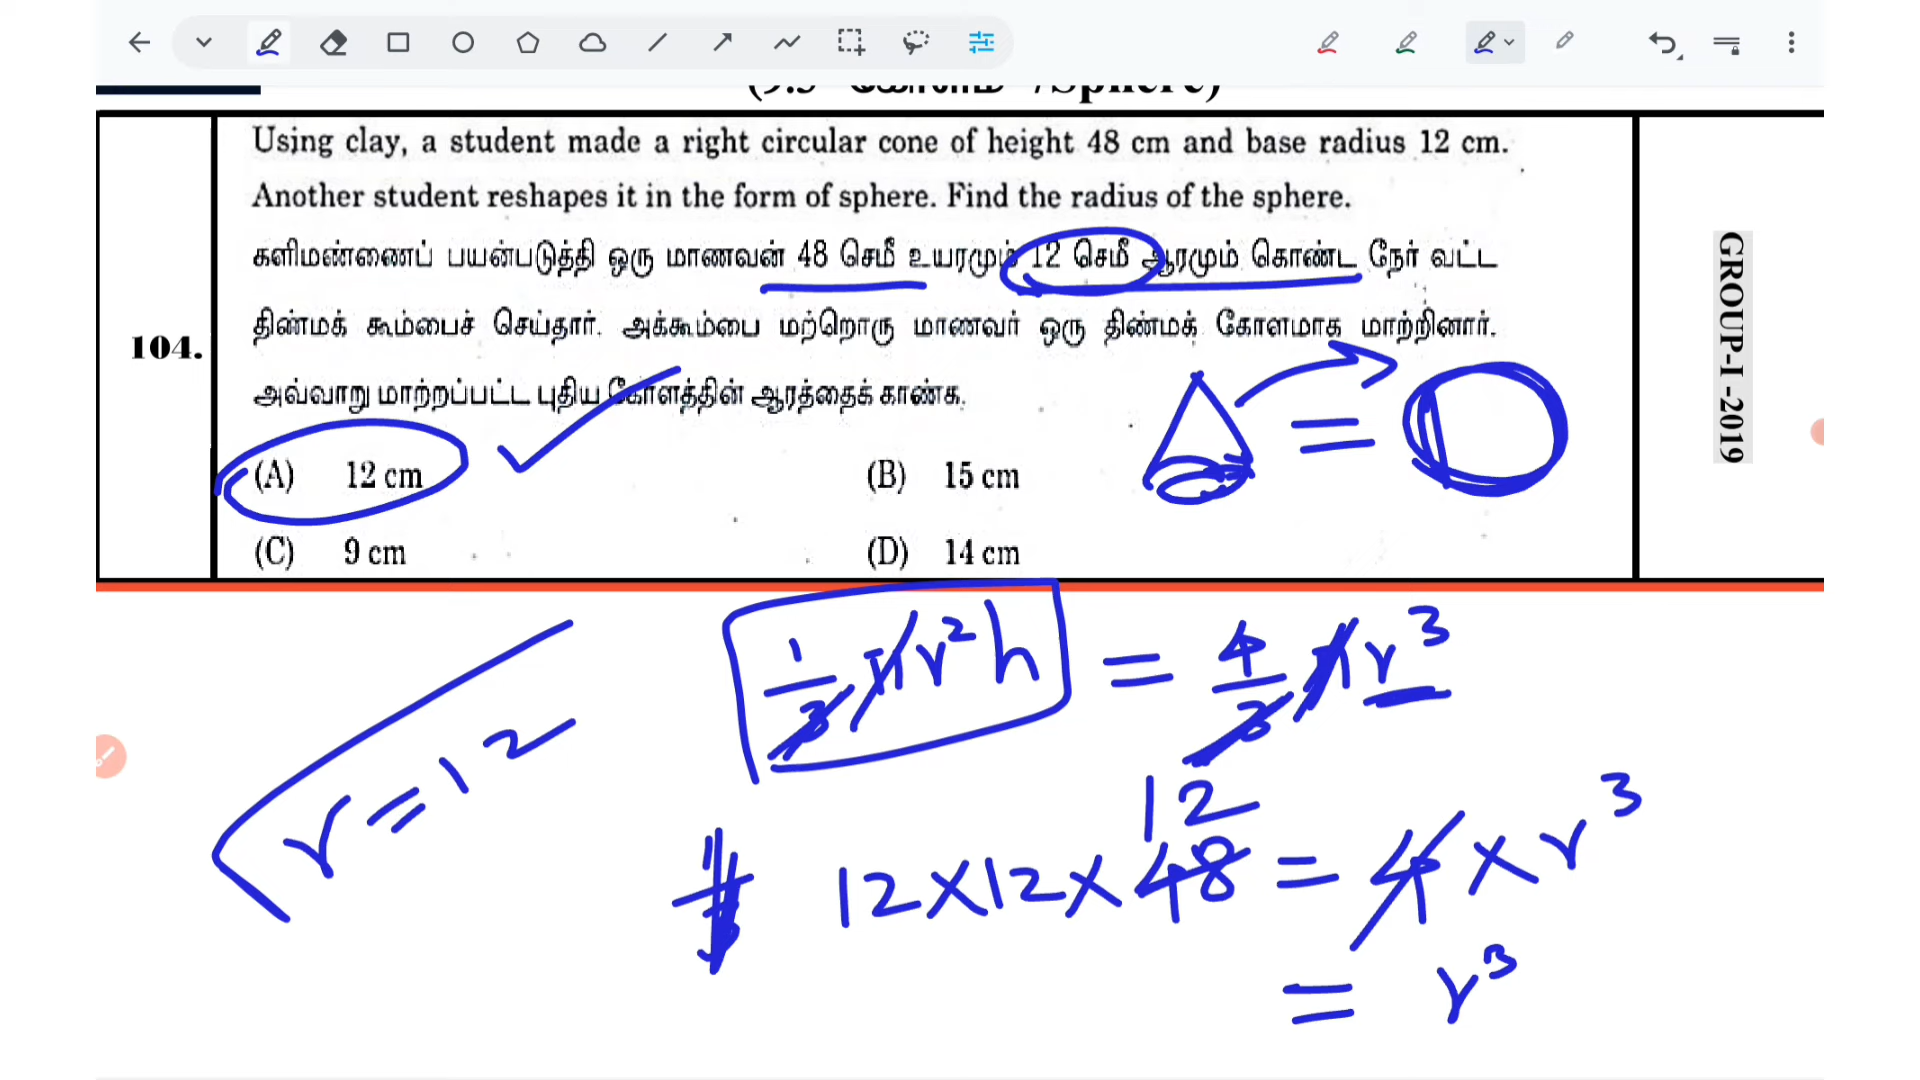 (9.3 கோளம் /Sphere)
104.
Using clay, a student made a right circular cone of height 48 cm and base radius 12 cm.
Another student reshapes it in the form of sphere. Find the radius of the sphere.
களிமண்ணைப் பயன்படுத்தி ஒரு மாணவன் 48 செமீ உயரமும் 12 செமீ ஆரமும் கொண்ட நேர் வட்ட
திண்மக் கூம்பைச் செய்தார். அக்கூம்பை மற்றொரு மாணவர் ஒரு திண்மக் கோளமாக மாற்றினார்.
அவ்வாறு மாற்றப்பட்ட புதிய கோளத்தின் ஆரத்தைக் காண்க.
(A) 12 cm (B) 15 cm
(C) 9 cm (D) 14 cm
GROUP-I -2019
=
1/3 πr²h = 4/3 πr³
12
12×12×48 = 4×r³
= r³
r=12